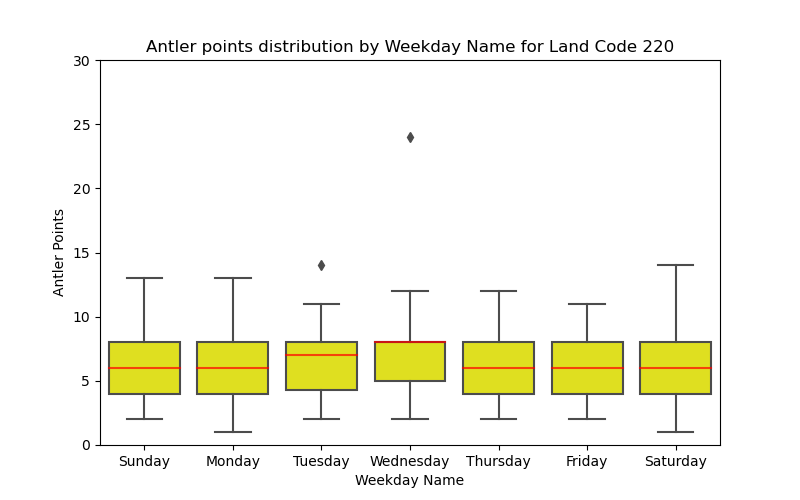 Antler points distribution by Weekday Name for Land Code 220
30
25
20
15
10
5
0
Antler Points
Sunday Monday Tuesday Wednesday Thursday Friday Saturday
Weekday Name